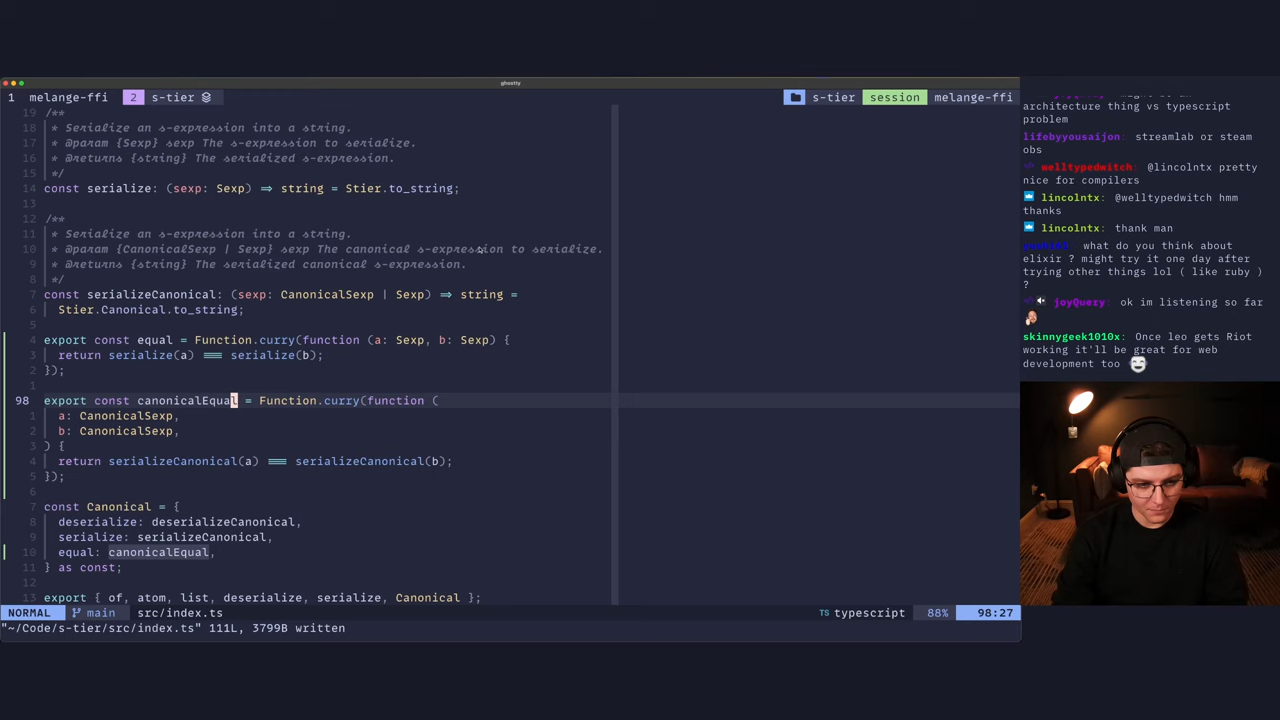 ghostty
1 melange-ffi 2 s-tier
s-tier session melange-ffi
19 /**
18 * Serialize an s-expression into a string.
17 * @param {Sexp} sexp The s-expression to serialize.
16 * @returns {string} The serialized s-expression.
15 */
14 const serialize: (sexp: Sexp) => string = Stier.to_string;
13
12 /**
11 * Serialize an s-expression into a string.
10 * @param {CanonicalSexp | Sexp} sexp The canonical s-expression to serialize.
9 * @returns {string} The serialized canonical s-expression.
8 */
7 const serializeCanonical: (sexp: CanonicalSexp | Sexp) => string =
6 Stier.Canonical.to_string;
5
4 export const equal = Function.curry(function (a: Sexp, b: Sexp) {
3 return serialize(a) === serialize(b);
2 });
1
98 export const canonicalEqual = Function.curry(function (
1 a: CanonicalSexp,
2 b: CanonicalSexp,
3 ) {
4 return serializeCanonical(a) === serializeCanonical(b);
5 });
6
7 const Canonical = {
8 deserialize: deserializeCanonical,
9 serialize: serializeCanonical,
10 equal: canonicalEqual,
11 } as const;
12
13 export { of, atom, list, deserialize, serialize, Canonical };
NORMAL main src/index.ts TS typescript 88% 98:27
"~/Code/s-tier/src/index.ts" 111L, 3799B written
architecture thing vs typescript
problem
lifebyyousaijon: streamlab or steam
obs
welltypedwitch: @lincolntx pretty
nice for compilers
lincolntx: @welltypedwitch hmm
thanks
lincolntx: thank man
what do you think about
elixir ? might try it one day after
trying other things lol ( like ruby )
?
joyQuery: ok im listening so far
skinnygeek1010x: Once leo gets Riot
working it'll be great for web
development too